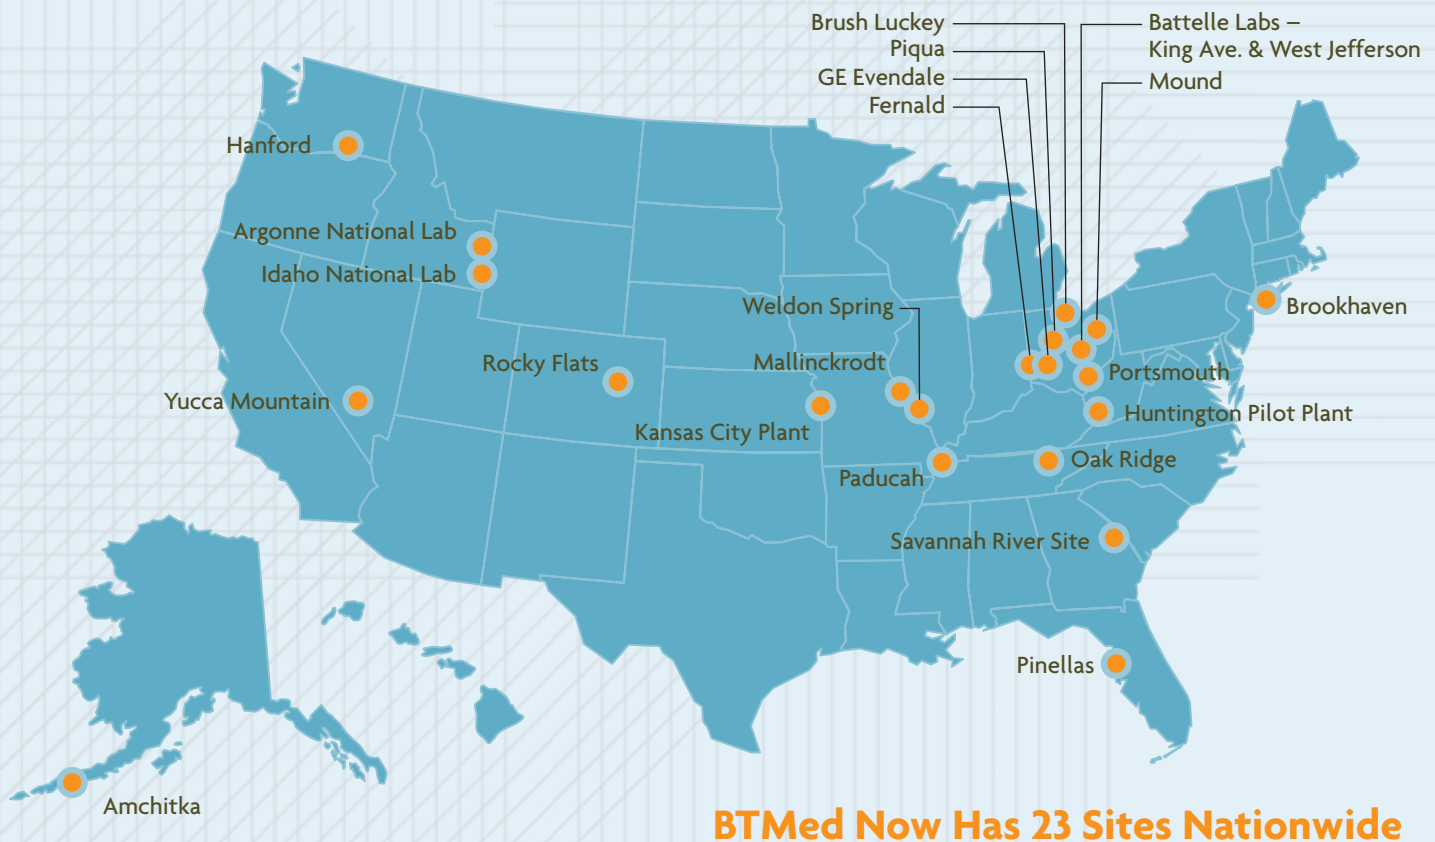 Brush Luckey
Piqua
GE Evendale
Fernald
Battelle Labs –
King Ave. & West Jefferson
Mound
Hanford
Argonne National Lab
Idaho National Lab
Weldon Spring
Brookhaven
Rocky Flats
Mallinckrodt
Portsmouth
Yucca Mountain
Huntington Pilot Plant
Kansas City Plant
Oak Ridge
Paducah
Savannah River Site
Pinellas
Amchitka
BTMed Now Has 23 Sites Nationwide